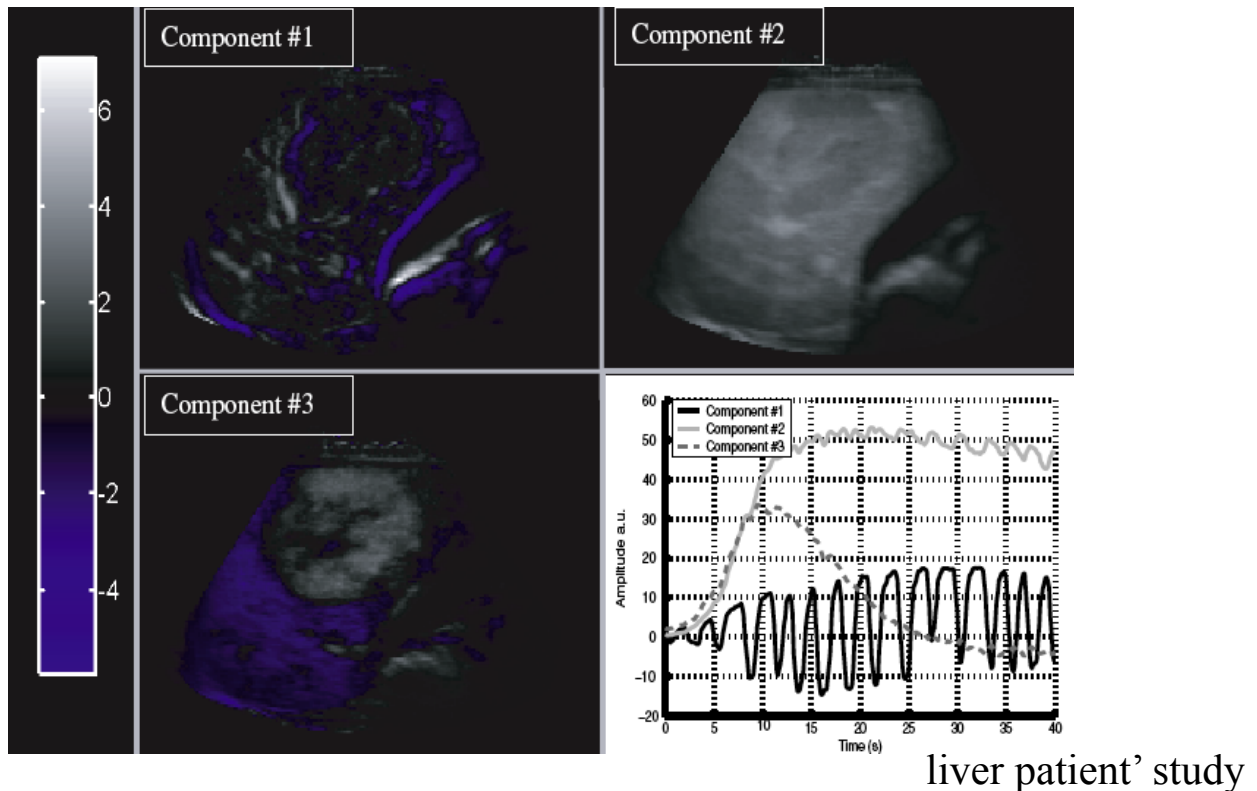 Component #1
Component #2
6
4
2
0
-2
-4
Component #3
60
50
40
30
20
10
0
−10
−20
Component #1
Component #2
Component #3
Amplitude a.u.
0 5 10 15 20 25 30 35 40
Time (s)
liver patient’ study